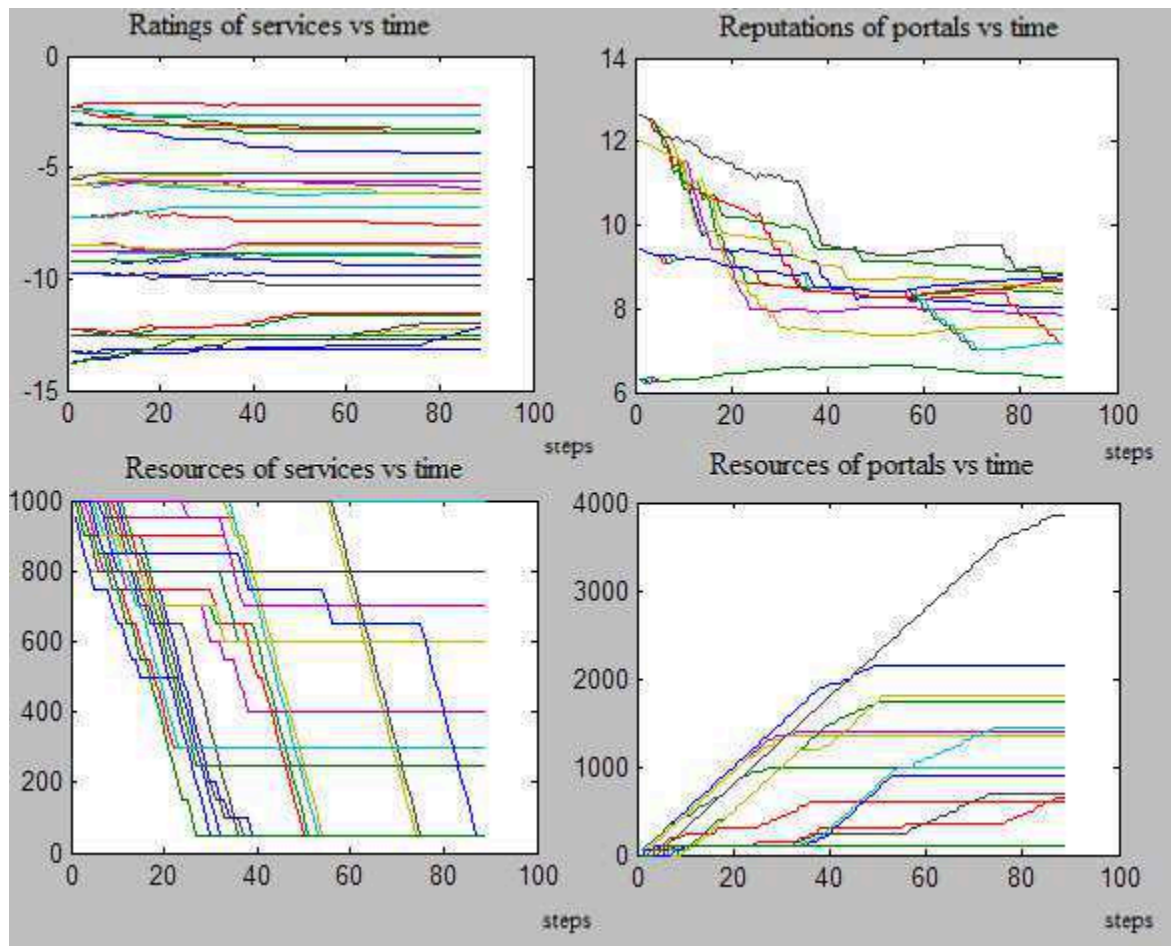 Ratings of services vs time
0
-5
-10
-15
0 20 40 60 80 100
steps
Reputations of portals vs time
14
12
10
8
6
0 20 40 60 80 100
steps
Resources of services vs time
1000
800
600
400
200
0
0 20 40 60 80 100
steps
Resources of portals vs time
4000
3000
2000
1000
0
0 20 40 60 80 100
steps